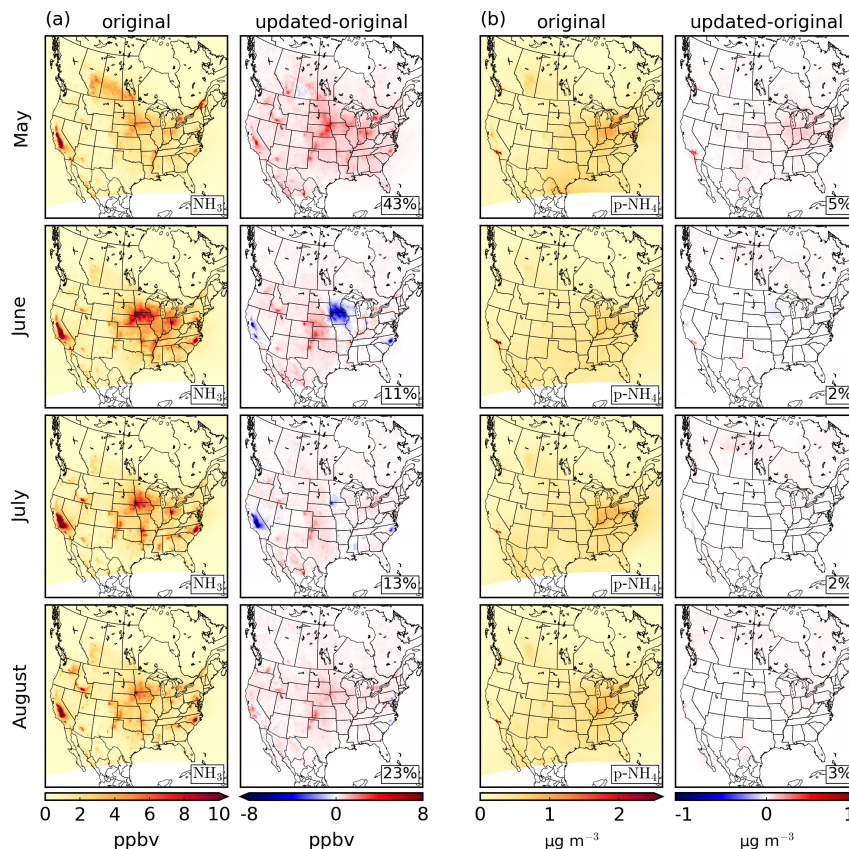 (a) original updated-original (b) original updated-original
May NH₃ 43% p-NH₄ 5%
June NH₃ 11% p-NH₄ 2%
July NH₃ 13% p-NH₄ 2%
August NH₃ 23% p-NH₄ 3%
0 2 4 6 8 10 -8 0 8 0 1 2 -1 0 1
ppbv ppbv µg m⁻³ µg m⁻³